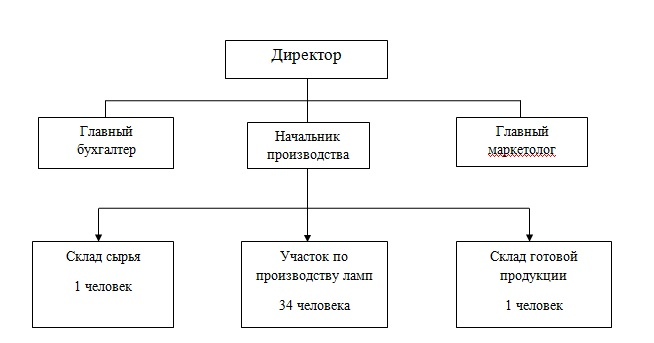 Директор
Главный
бухгалтер
Начальник
производства
Главный
маркетолог
Склад сырья
1 человек
Участок по
производству ламп
34 человека
Склад готовой
продукции
1 человек